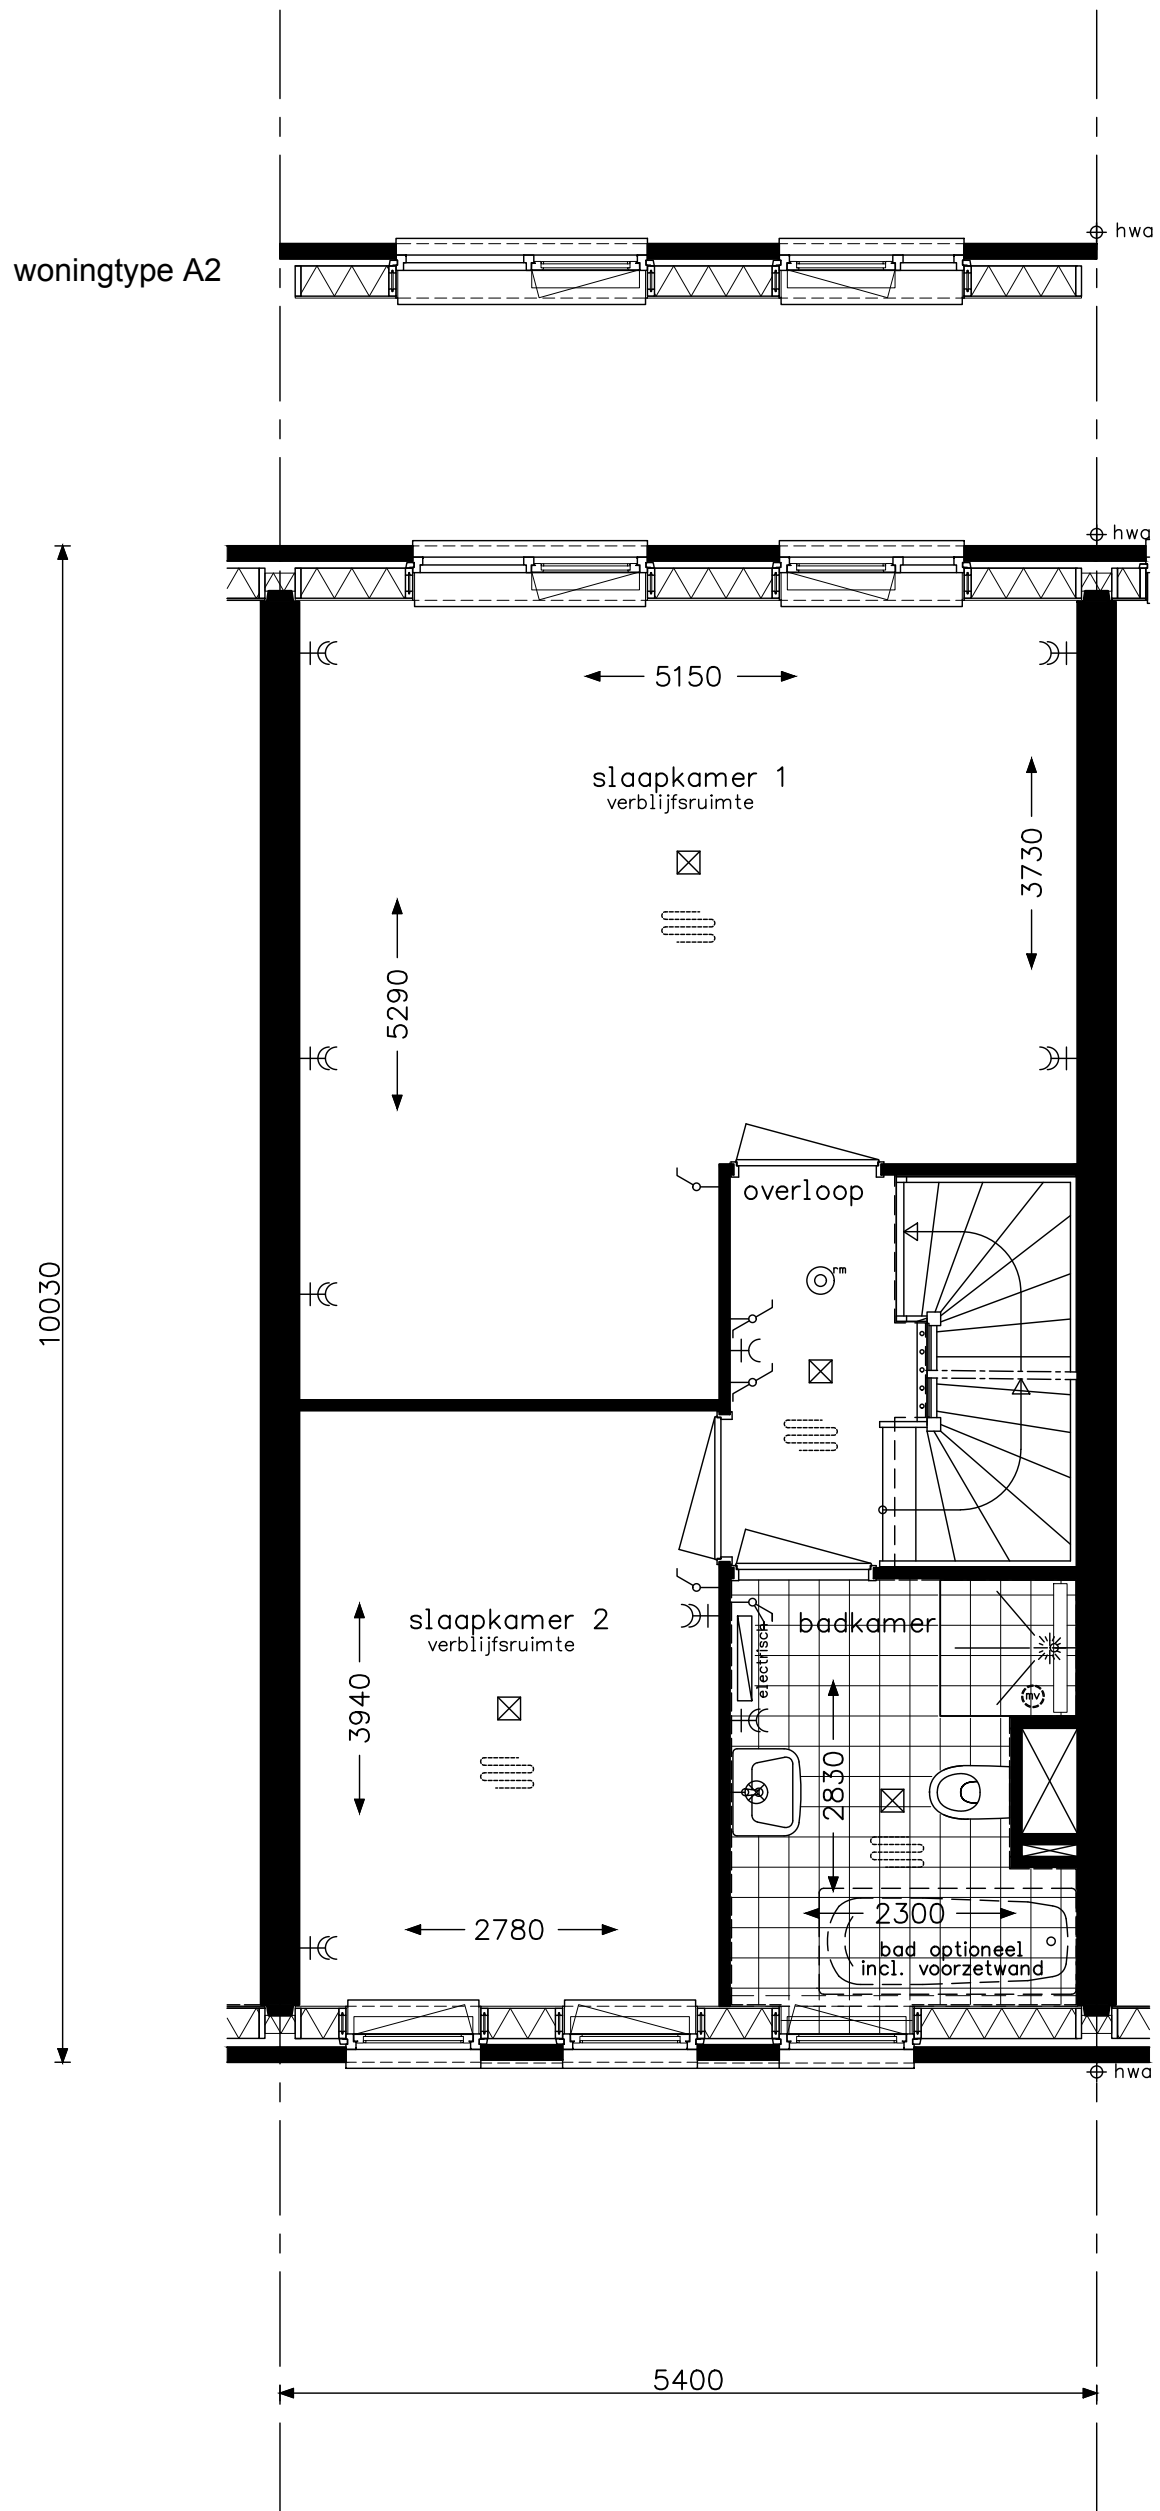 hwa
woningtype A2
hwa
5150
slaapkamer 1
verblijfsruimte
3730
5290
overloop
10030
rm
slaapkamer 2
verblijfsruimte
badkamer
electrisch
3940
mv
2830
2300
2780
bad optioneel
incl. voorzetwand
hwa
5400